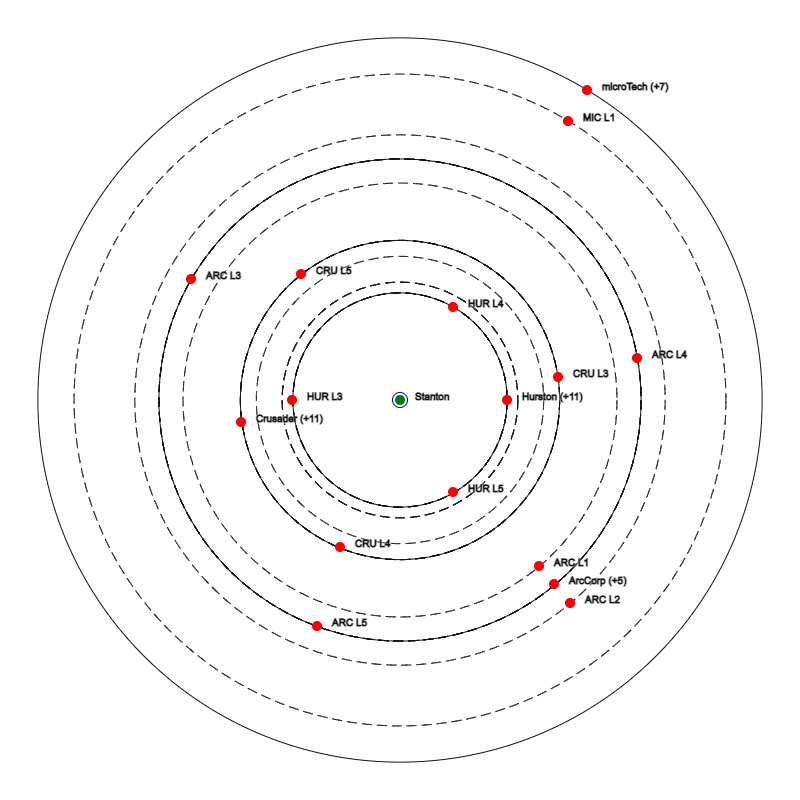 microTech (+7)
MIC L1
ARC L3
CRU L5
HUR L4
ARC L4
CRU L3
HUR L3
Stanton
Hurston (+11)
Crusader (+11)
HUR L5
CRU L4
ARC L1
ArcCorp (+5)
ARC L2
ARC L5